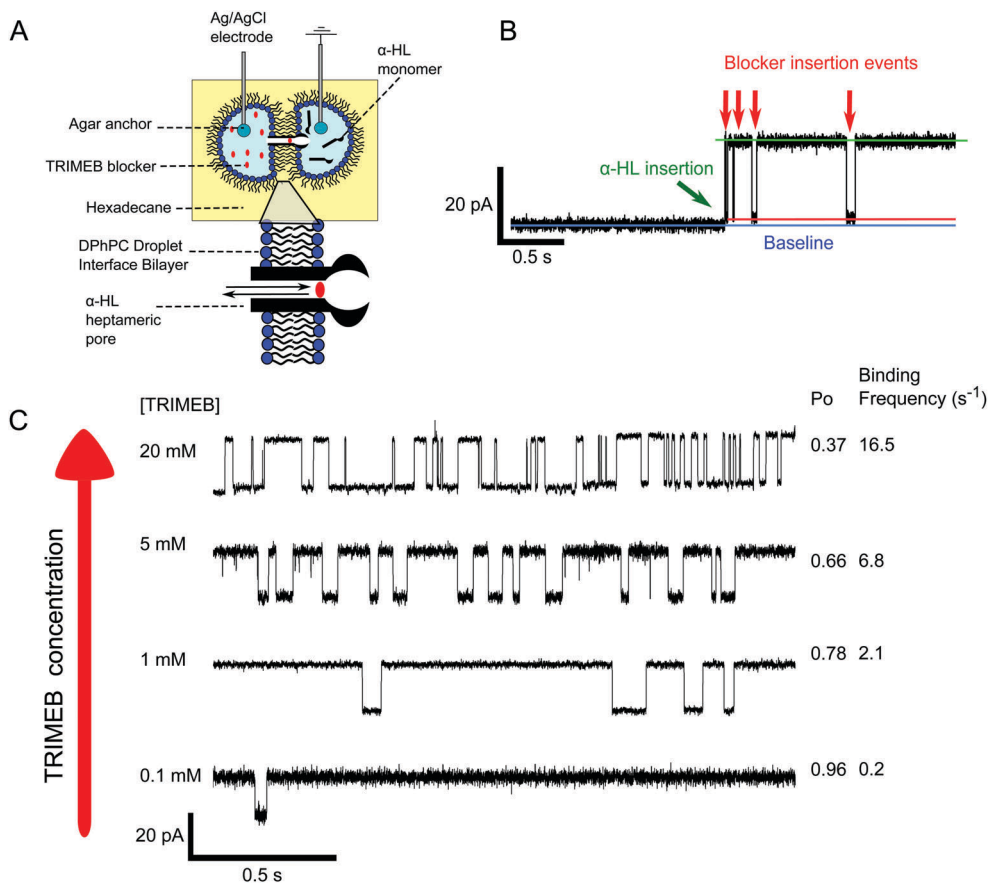 A
Ag/AgCl
electrode
α-HL
monomer
Agar anchor
TRIMEB blocker
Hexadecane
DPhPC Droplet
Interface Bilayer
α-HL
heptameric
pore
B
Blocker insertion events
α-HL insertion
20 pA
Baseline
0.5 s
C
[TRIMEB]
Po
Binding
Frequency (s⁻¹)
20 mM
0.37 16.5
5 mM
0.66 6.8
1 mM
0.78 2.1
0.1 mM
0.96 0.2
TRIMEB concentration
20 pA
0.5 s